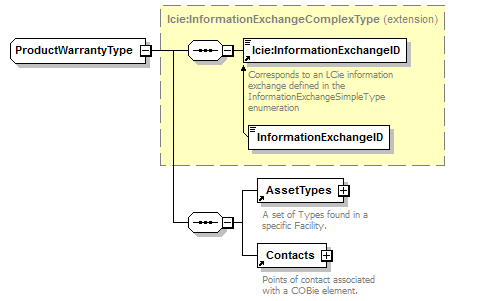 lcie:InformationExchangeComplexType (extension)
ProductWarrantyType
lcie:InformationExchangeID
Corresponds to an LCie information
exchange defined in the
InformationExchangeSimpleType
enumeration
InformationExchangeID
AssetTypes
A set of Types found in a
specific Facility.
Contacts
Points of contact associated
with a COBie element.